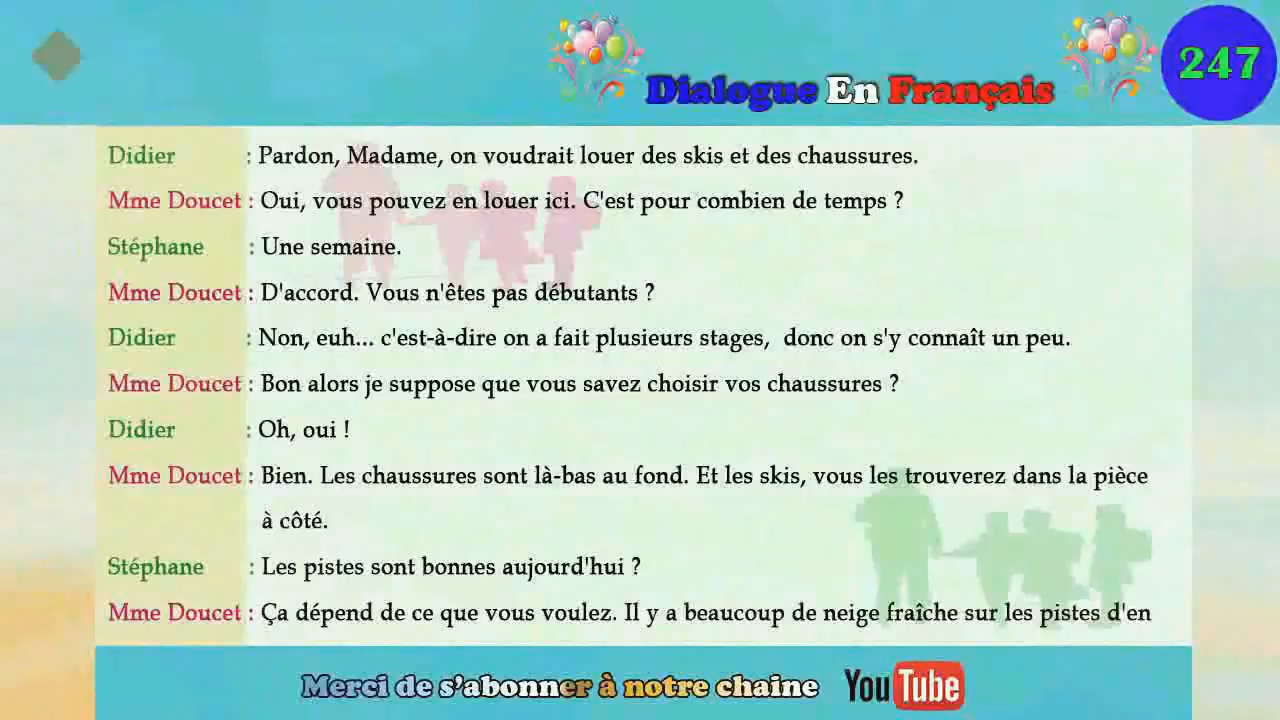 247
Dialogue En Français
Didier : Pardon, Madame, on voudrait louer des skis et des chaussures.
Mme Doucet : Oui, vous pouvez en louer ici. C'est pour combien de temps ?
Stéphane : Une semaine.
Mme Doucet : D'accord. Vous n'êtes pas débutants ?
Didier : Non, euh... c'est-à-dire on a fait plusieurs stages, donc on s'y connaît un peu.
Mme Doucet : Bon alors je suppose que vous savez choisir vos chaussures ?
Didier : Oh, oui !
Mme Doucet : Bien. Les chaussures sont là-bas au fond. Et les skis, vous les trouverez dans la pièce
à côté.
Stéphane : Les pistes sont bonnes aujourd'hui ?
Mme Doucet : Ça dépend de ce que vous voulez. Il y a beaucoup de neige fraîche sur les pistes d'en
Merci de s'abonner à notre chaine YouTube